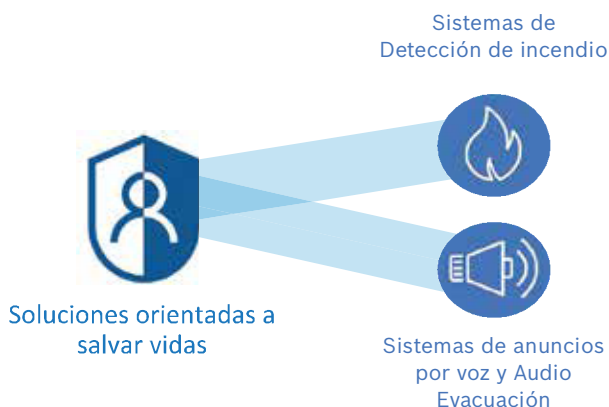 Sistemas de
Detección de incendio
Soluciones orientadas a
salvar vidas
Sistemas de anuncios
por voz y Audio
Evacuación